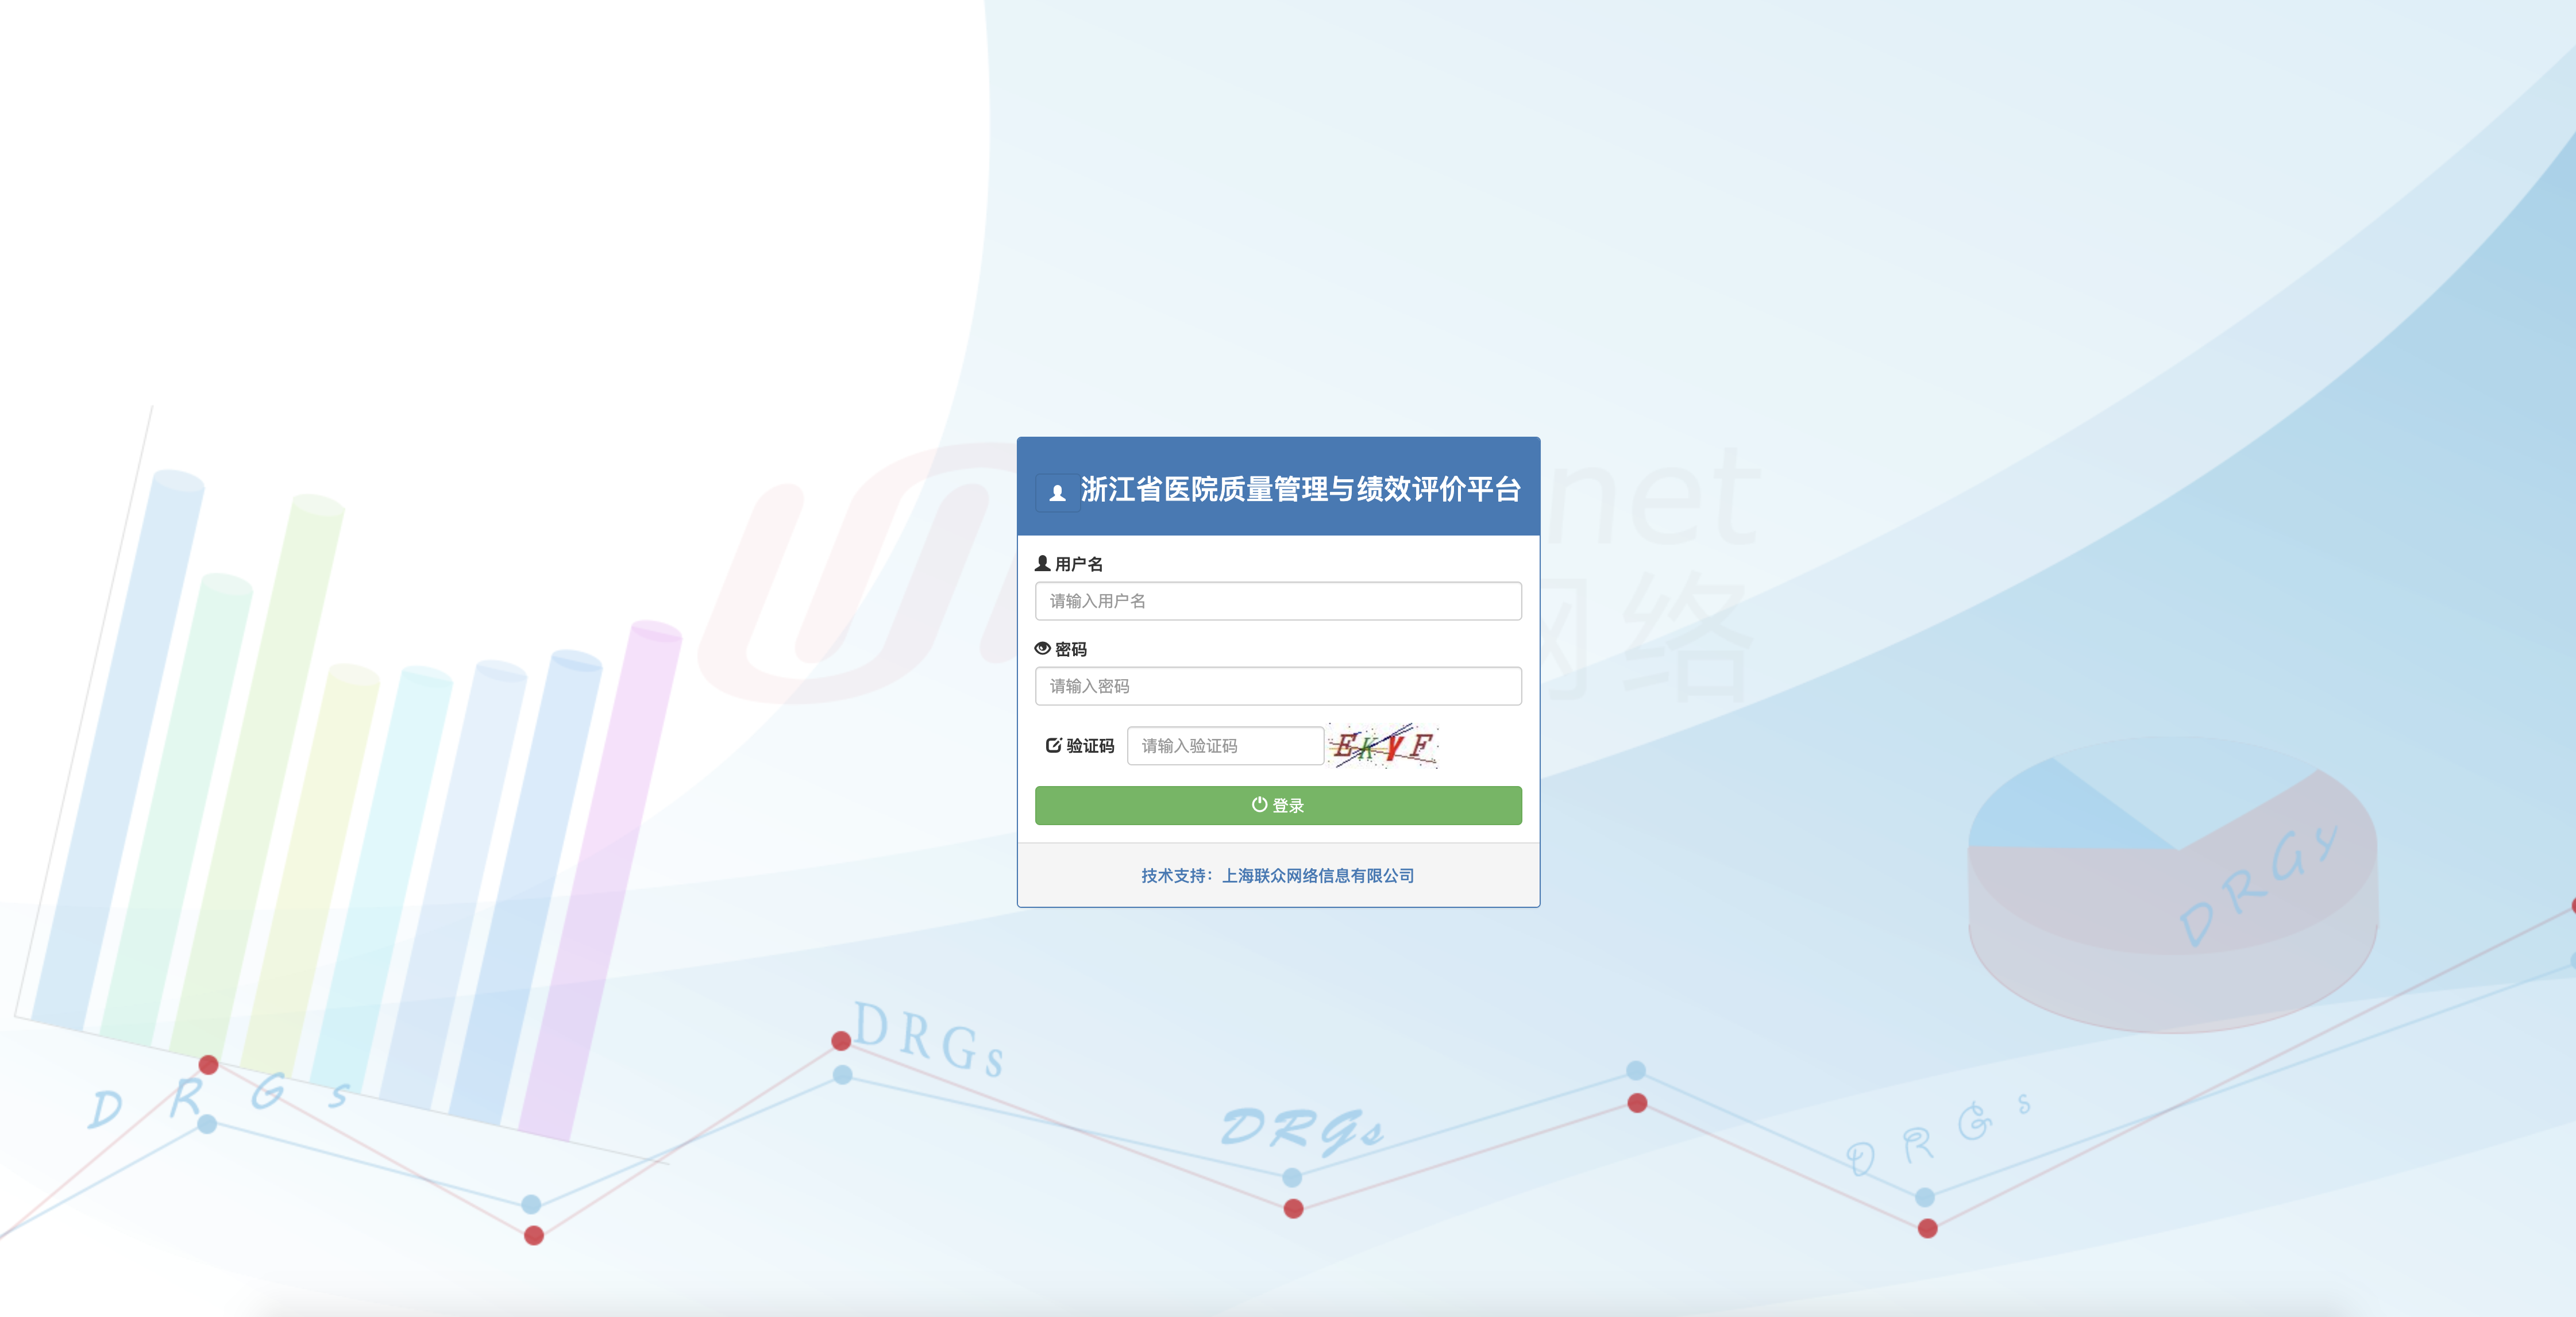 浙江省医院质量管理与绩效评价平台
用户名
请输入用户名
密码
请输入密码
验证码 请输入验证码 EKYF
登录
技术支持：上海联众网络信息有限公司
net
网络
DRGs
DRGs
DRGs
DRGs
DRGs